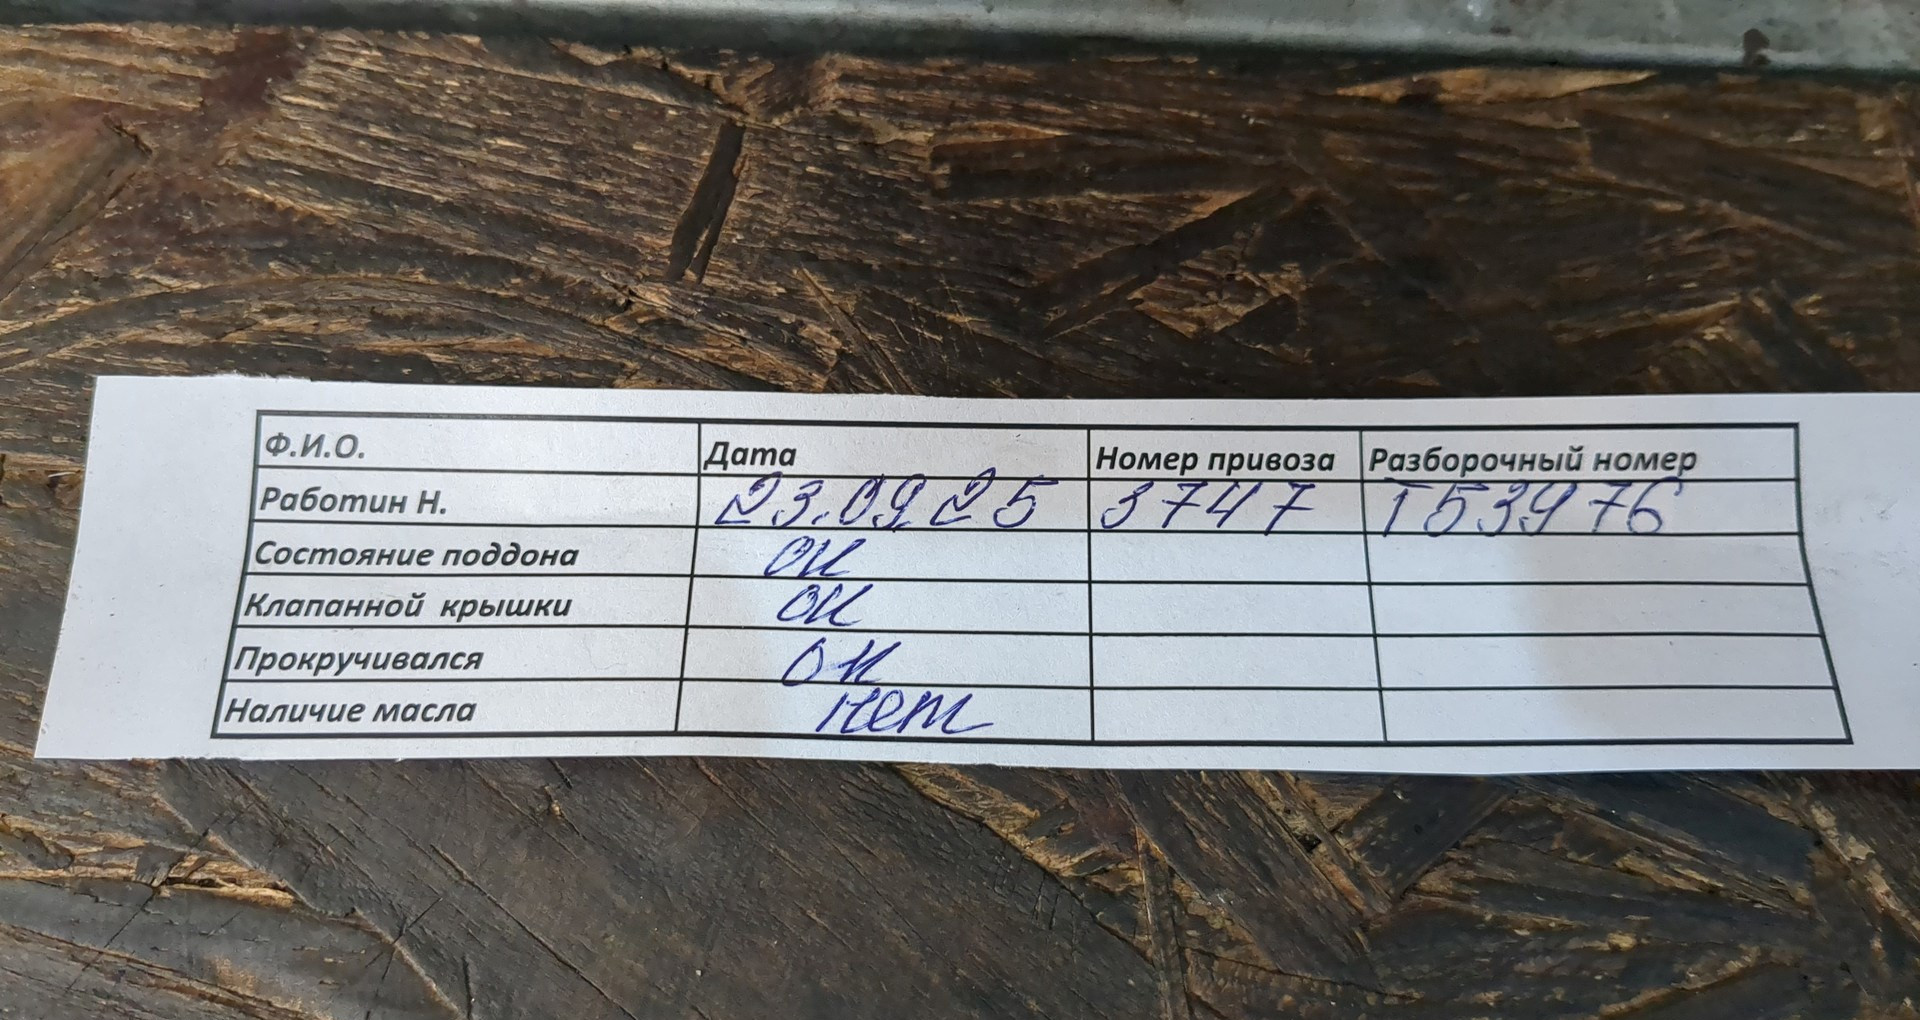 Ф.И.О. Дата Номер привоза Разборочный номер
Работин Н. 23.09.25 3747 Т53976
Состояние поддона ок
Клапанной крышки ок
Прокручивался ок
Наличие масла нет